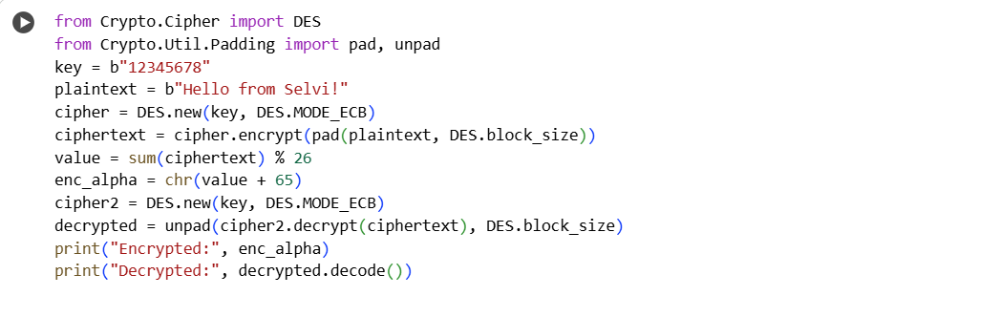 from Crypto.Cipher import DES
from Crypto.Util.Padding import pad, unpad
key = b"12345678"
plaintext = b"Hello from Selvi!"
cipher = DES.new(key, DES.MODE_ECB)
ciphertext = cipher.encrypt(pad(plaintext, DES.block_size))
value = sum(ciphertext) % 26
enc_alpha = chr(value + 65)
cipher2 = DES.new(key, DES.MODE_ECB)
decrypted = unpad(cipher2.decrypt(ciphertext), DES.block_size)
print("Encrypted:", enc_alpha)
print("Decrypted:", decrypted.decode())